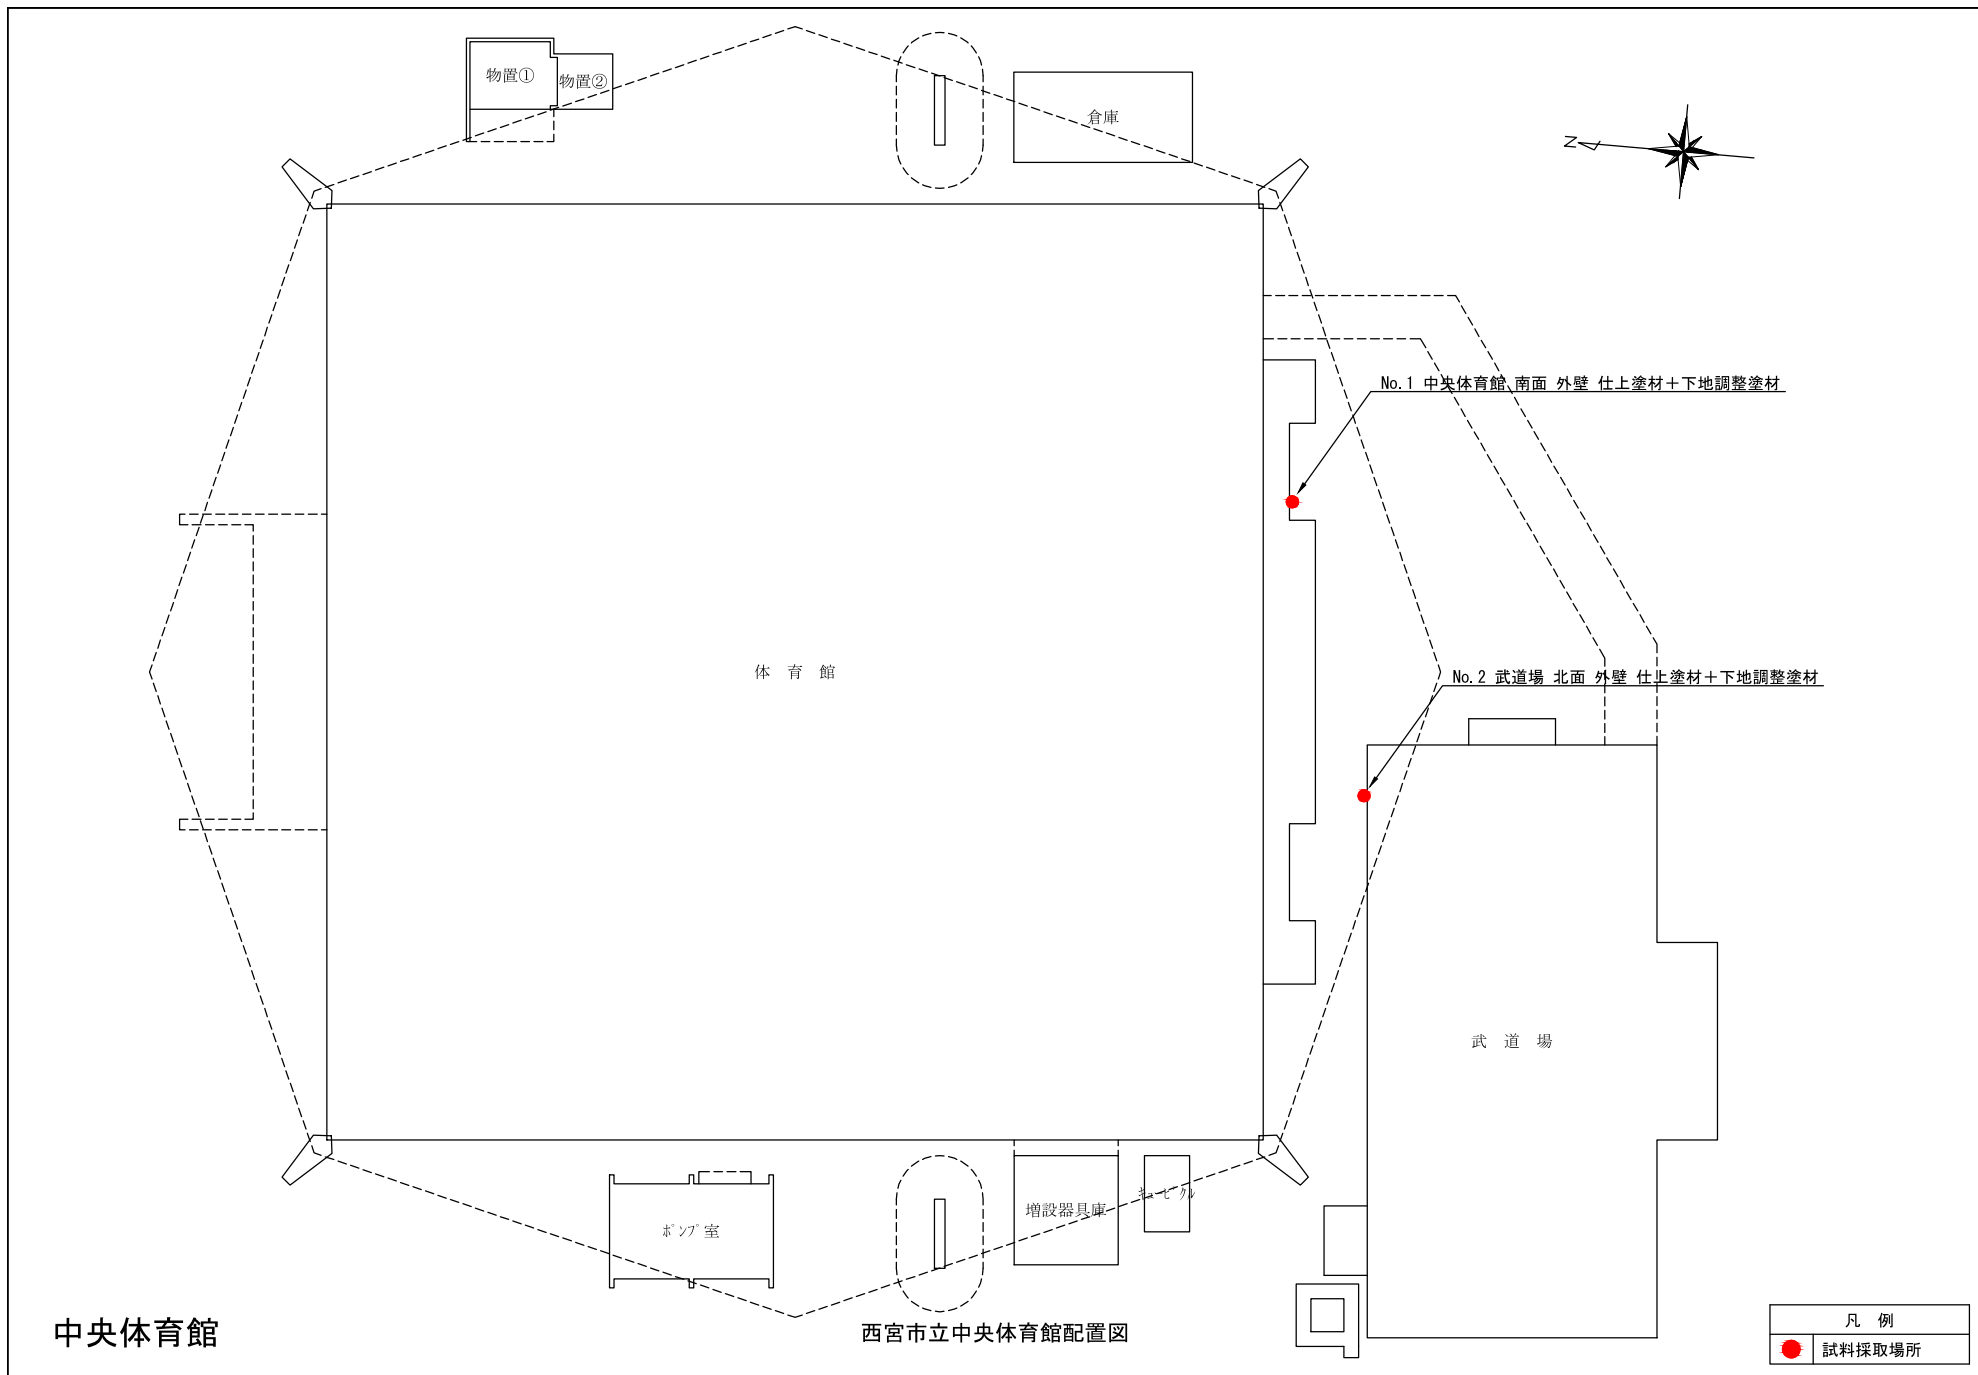 物置①
物置②
倉庫
N
No.1 中央体育館 南面 外壁 仕上塗材＋下地調整塗材
体 育 館
No.2 武道場 北面 外壁 仕上塗材＋下地調整塗材
武 道 場
ｷｭｰﾋﾞｸﾙ
増設器具庫
ﾎﾟﾝﾌﾟ室
中央体育館
西宮市立中央体育館配置図
凡 例
試料採取場所